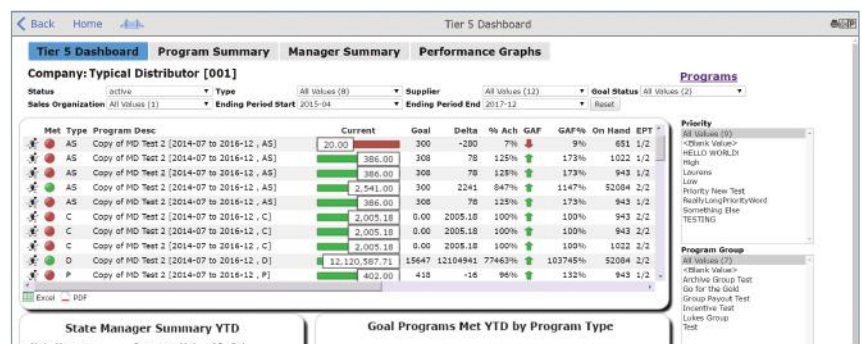 Back Home Tier 5 Dashboard
Tier 5 Dashboard Program Summary Manager Summary Performance Graphs
Company: Typical Distributor [001]
Programs
Status active Type All Values (8) Supplier All Values (12) Goal Status All Values (2)
Sales Organization All Values (1) Ending Period Start 2015-04 Ending Period End 2017-12 Reset
Met Type Program Desc Current Goal Delta % Ach GAF GAF% On Hand EPT
AS Copy of MD Test 2 [2014-07 to 2016-12 , AS] 20.00 300 -280 7% 9% 651 1/2
AS Copy of MD Test 2 [2014-07 to 2016-12 , AS] 386.00 308 78 125% 173% 1022 1/2
AS Copy of MD Test 2 [2014-07 to 2016-12 , AS] 386.00 308 78 125% 173% 943 1/2
AS Copy of MD Test 2 [2014-07 to 2016-12 , AS] 2,541.00 300 2241 847% 1147% 52084 2/2
AS Copy of MD Test 2 [2014-07 to 2016-12 , AS] 386.00 308 78 125% 173% 943 1/2
C Copy of MD Test 2 [2014-07 to 2016-12 , C] 2,005.18 0.00 2005.18 100% 100% 943 2/2
C Copy of MD Test 2 [2014-07 to 2016-12 , C] 2,005.18 0.00 2005.18 100% 100% 943 2/2
C Copy of MD Test 2 [2014-07 to 2016-12 , C] 2,005.18 0.00 2005.18 100% 100% 1022 2/2
D Copy of MD Test 2 [2014-07 to 2016-12 , D] 12,120,587.71 15647 12104941 77463% 103745% 52084 2/2
P Copy of MD Test 2 [2014-07 to 2016-12 , P] 402.00 418 -16 96% 132% 943 1/2
Excel PDF
Priority
All Values (9)
<Blank Value>
HELLO WORLD!
High
Laurens
Low
Priority New Test
ReallyLongPriorityWord
Something Else
TESTING
Program Group
All Values (7)
<Blank Value>
Archive Group Test
Go for the Gold
Group Payout Test
Incentive Test
Lukes Group
Test
State Manager Summary YTD
Goal Programs Met YTD by Program Type